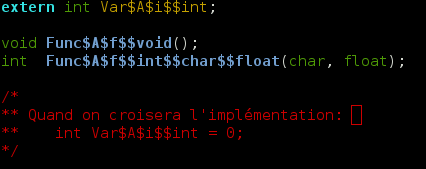 extern int Var$A$i$$int;
void Func$A$f$$void();
int Func$A$f$$int$$char$$float(char, float);
/*
** Quand on croisera l'implémentation:
** int Var$A$i$$int = 0;
*/